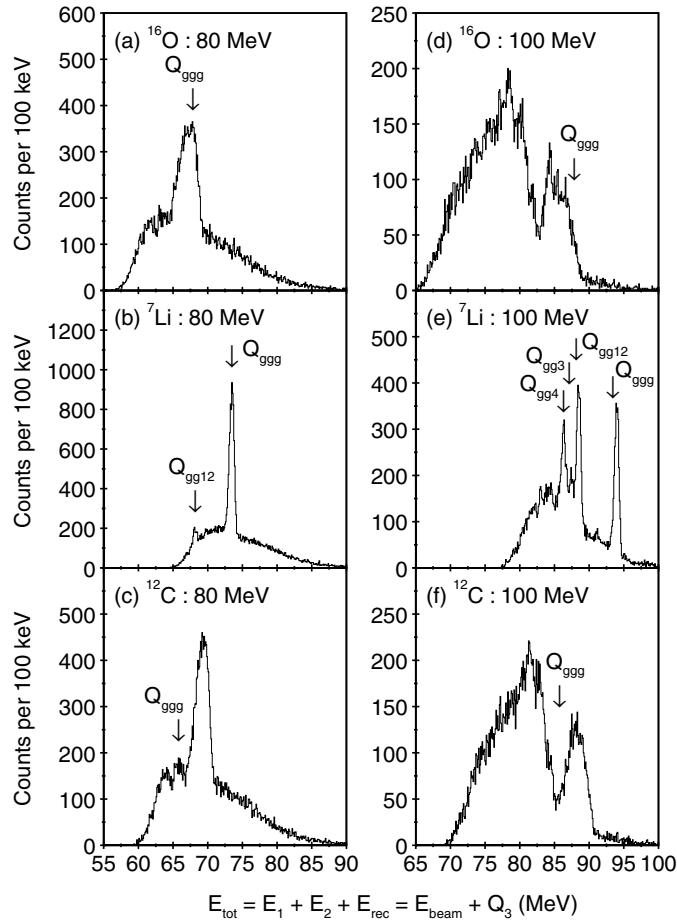 600
500
400
300
200
100
0
Counts per 100 keV
(a) ¹⁶O : 80 MeV
Q_ggg
250
200
150
100
50
0
(d) ¹⁶O : 100 MeV
Q_ggg
1200
1000
800
600
400
200
0
Counts per 100 keV
(b) ⁷Li : 80 MeV
Q_ggg
Q_gg12
500
400
300
200
100
0
(e) ⁷Li : 100 MeV
Q_gg3
Q_gg12
Q_gg4
Q_ggg
500
400
300
200
100
0
Counts per 100 keV
(c) ¹²C : 80 MeV
Q_ggg
55 60 65 70 75 80 85 90
250
200
150
100
50
0
(f) ¹²C : 100 MeV
Q_ggg
65 70 75 80 85 90 95 100
E_tot = E_1 + E_2 + E_rec = E_beam + Q_3 (MeV)